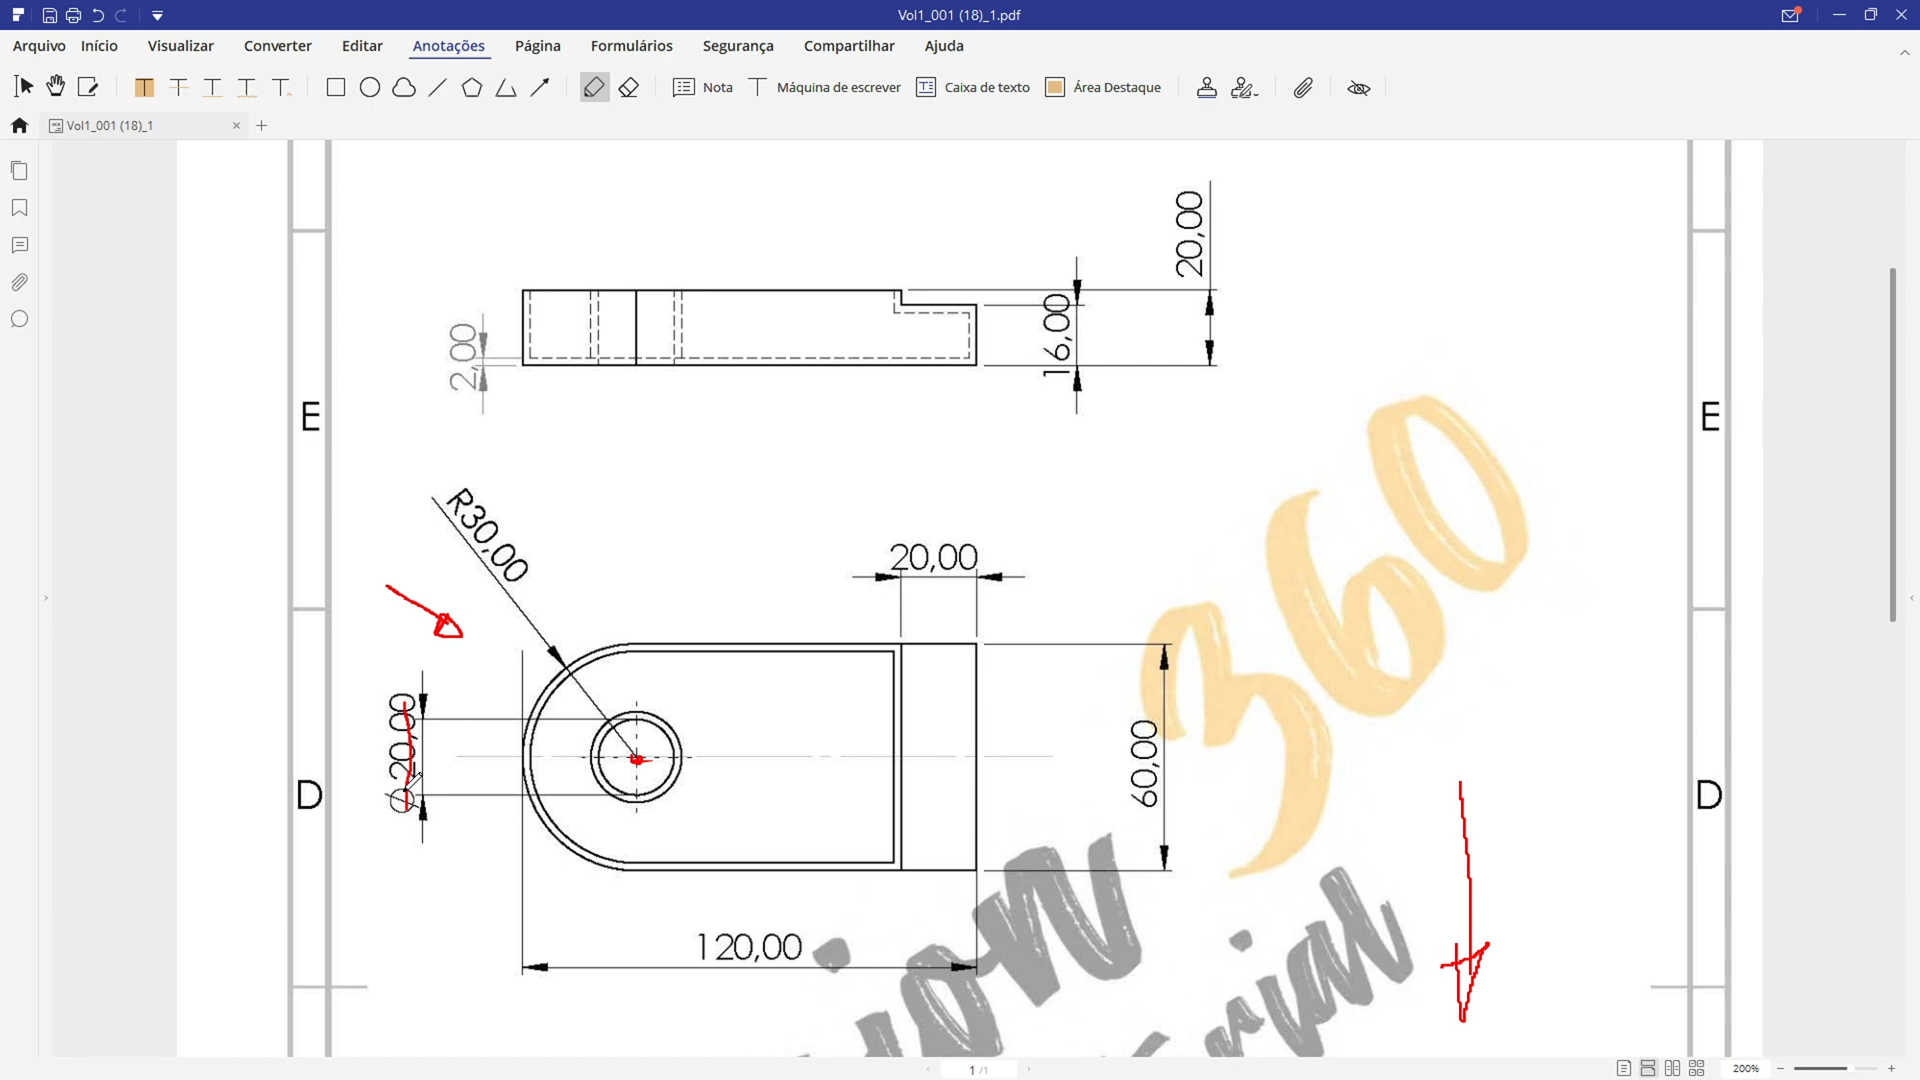 Vol1_001 (18)_1.pdf
Arquivo Início Visualizar Converter Editar Anotações Página Formulários Segurança Compartilhar Ajuda
Nota Máquina de escrever Caixa de texto Área Destaque
Vol1_001 (18)_1
20,00
16,00
2,00
E E
R30,00
20,00
360
Ø20,00
60,00
D D
120,00
1 /1
200%